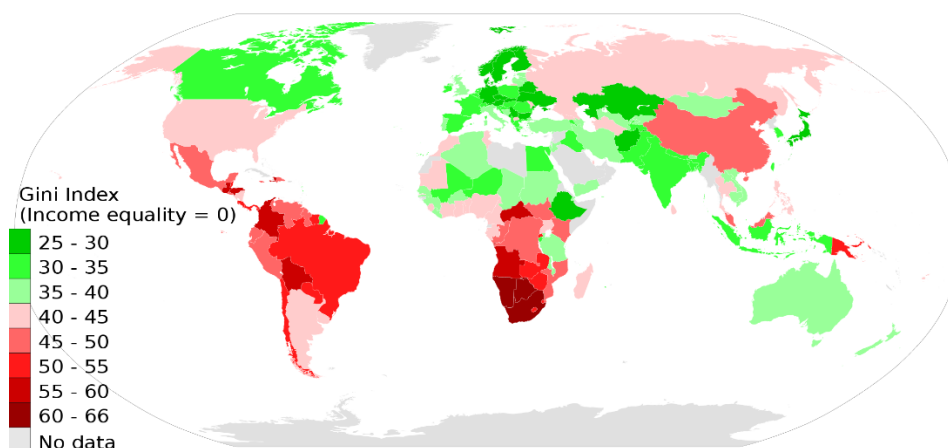 Gini Index
(Income equality = 0)
25 - 30
30 - 35
35 - 40
40 - 45
45 - 50
50 - 55
55 - 60
60 - 66
No data